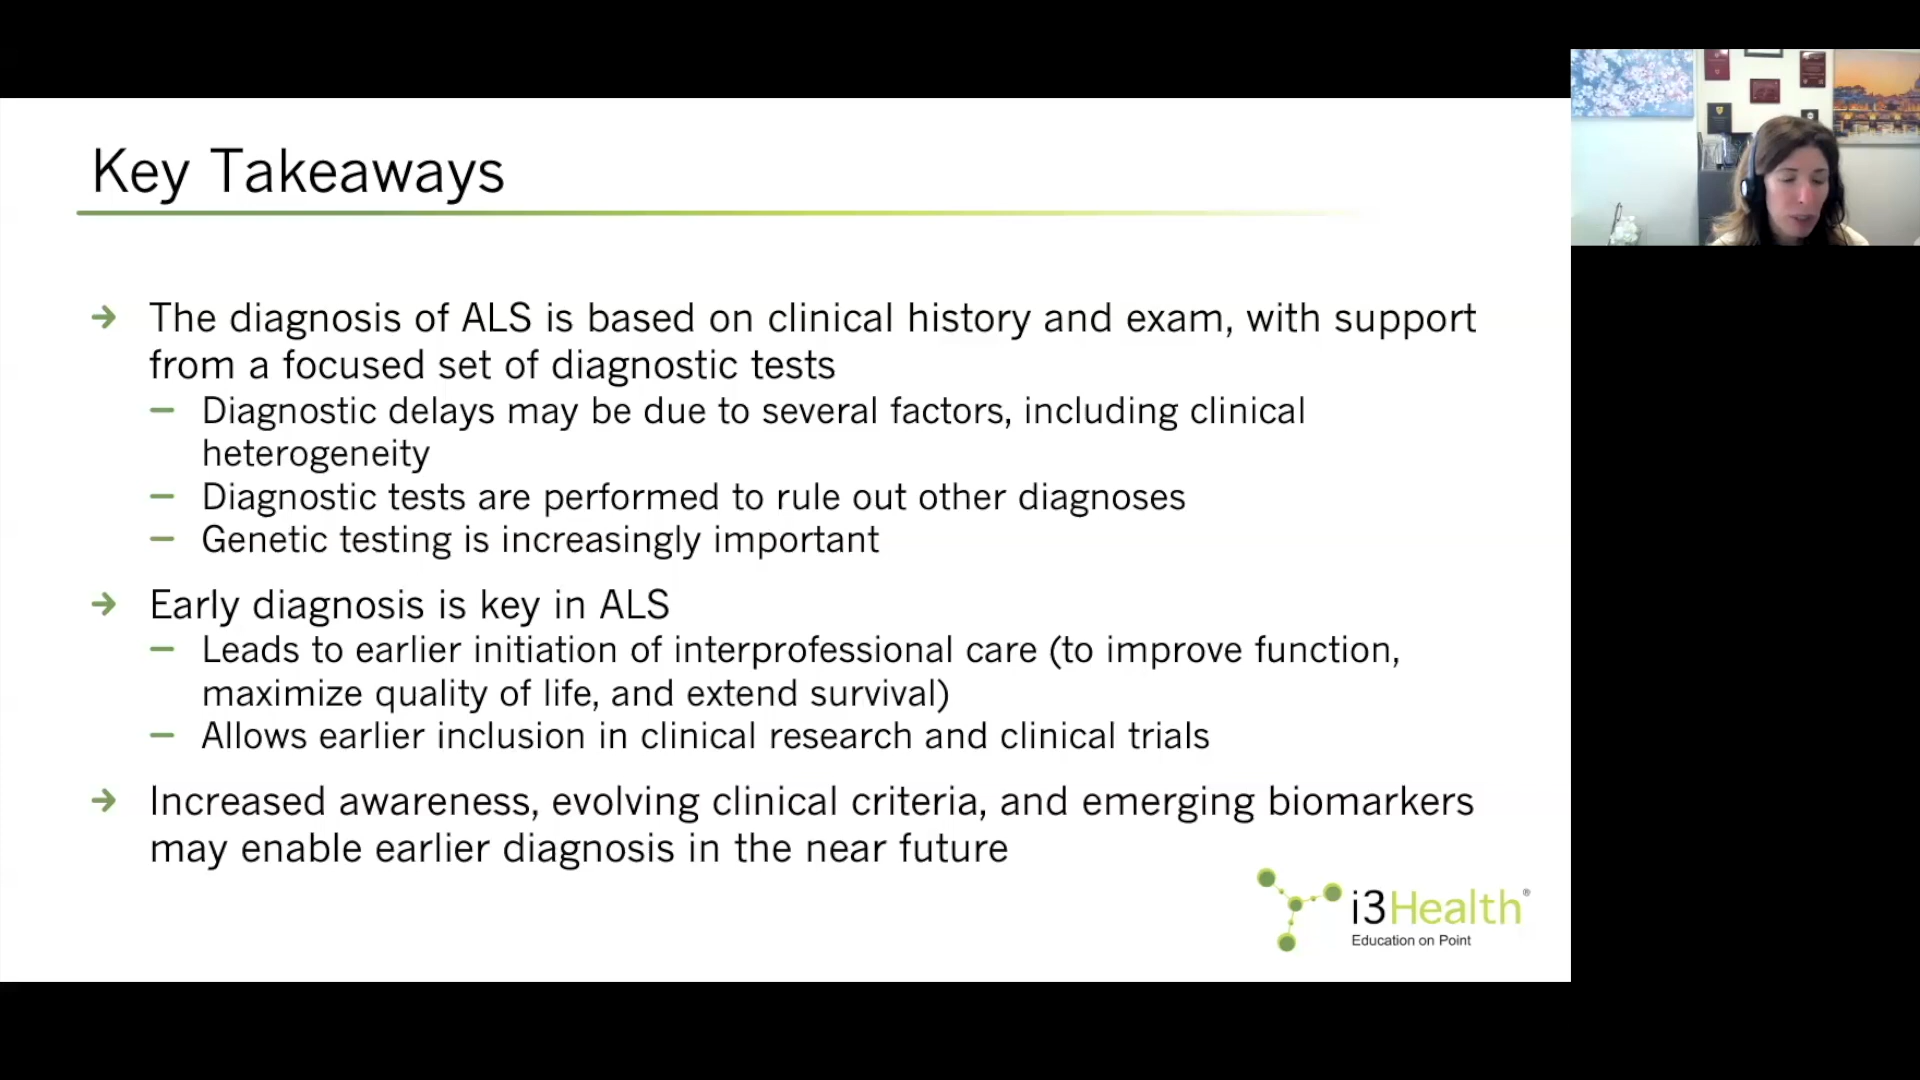 Key Takeaways
→ The diagnosis of ALS is based on clinical history and exam, with support
from a focused set of diagnostic tests
– Diagnostic delays may be due to several factors, including clinical
heterogeneity
– Diagnostic tests are performed to rule out other diagnoses
– Genetic testing is increasingly important
→ Early diagnosis is key in ALS
– Leads to earlier initiation of interprofessional care (to improve function,
maximize quality of life, and extend survival)
– Allows earlier inclusion in clinical research and clinical trials
→ Increased awareness, evolving clinical criteria, and emerging biomarkers
may enable earlier diagnosis in the near future
i3Health®
Education on Point